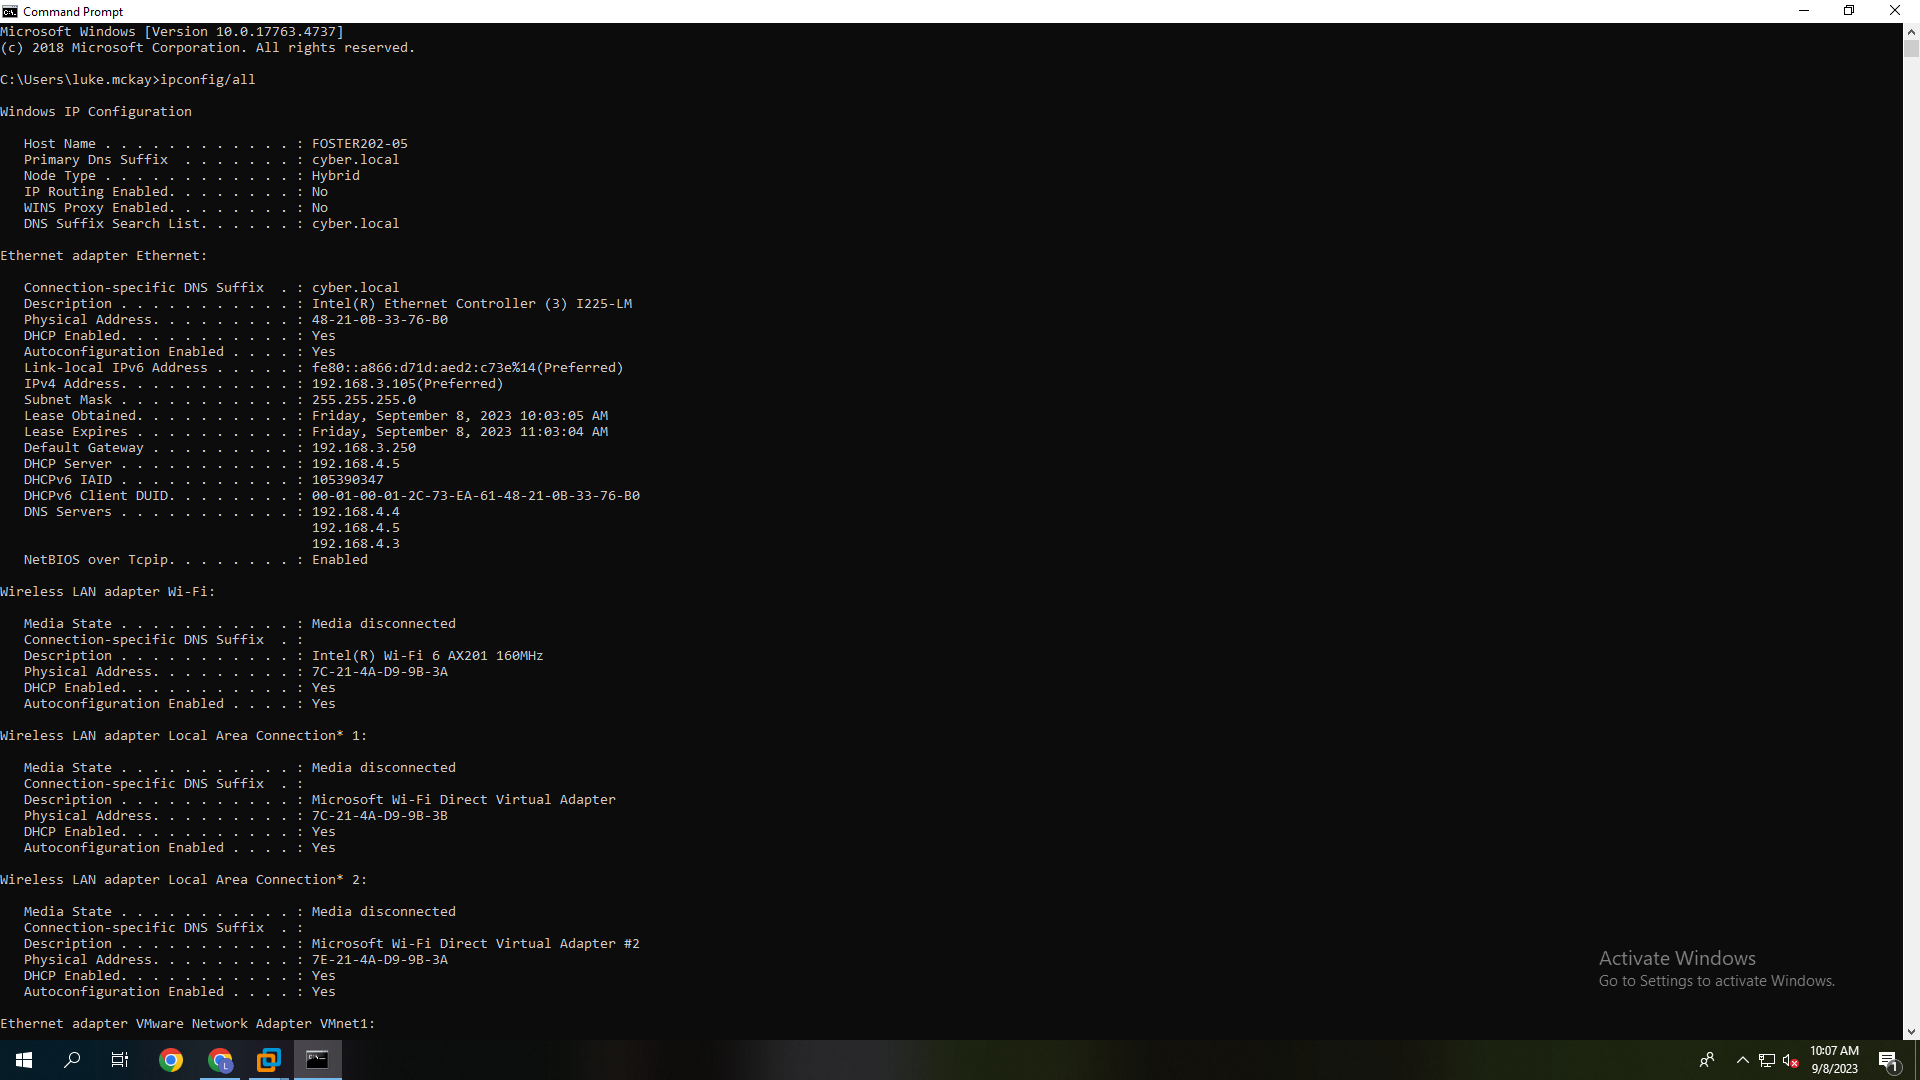 Command Prompt
Microsoft Windows [Version 10.0.17763.4737]
(c) 2018 Microsoft Corporation. All rights reserved.
C:\Users\luke.mckay>ipconfig/all
Windows IP Configuration
Host Name . . . . . . . . . . . . : FOSTER202-05
Primary Dns Suffix  . . . . . . . : cyber.local
Node Type . . . . . . . . . . . . : Hybrid
IP Routing Enabled. . . . . . . . : No
WINS Proxy Enabled. . . . . . . . : No
DNS Suffix Search List. . . . . . : cyber.local
Ethernet adapter Ethernet:
Connection-specific DNS Suffix  . : cyber.local
Description . . . . . . . . . . . : Intel(R) Ethernet Controller (3) I225-LM
Physical Address. . . . . . . . . : 48-21-0B-33-76-B0
DHCP Enabled. . . . . . . . . . . : Yes
Autoconfiguration Enabled . . . . : Yes
Link-local IPv6 Address . . . . . : fe80::a866:d71d:aed2:c73e%14(Preferred)
IPv4 Address. . . . . . . . . . . : 192.168.3.105(Preferred)
Subnet Mask . . . . . . . . . . . : 255.255.255.0
Lease Obtained. . . . . . . . . . : Friday, September 8, 2023 10:03:05 AM
Lease Expires . . . . . . . . . . : Friday, September 8, 2023 11:03:04 AM
Default Gateway . . . . . . . . . : 192.168.3.250
DHCP Server . . . . . . . . . . . : 192.168.4.5
DHCPv6 IAID . . . . . . . . . . . : 105390347
DHCPv6 Client DUID. . . . . . . . : 00-01-00-01-2C-73-EA-61-48-21-0B-33-76-B0
DNS Servers . . . . . . . . . . . : 192.168.4.4
192.168.4.5
192.168.4.3
NetBIOS over Tcpip. . . . . . . . : Enabled
Wireless LAN adapter Wi-Fi:
Media State . . . . . . . . . . . : Media disconnected
Connection-specific DNS Suffix  . :
Description . . . . . . . . . . . : Intel(R) Wi-Fi 6 AX201 160MHz
Physical Address. . . . . . . . . : 7C-21-4A-D9-9B-3A
DHCP Enabled. . . . . . . . . . . : Yes
Autoconfiguration Enabled . . . . : Yes
Wireless LAN adapter Local Area Connection* 1:
Media State . . . . . . . . . . . : Media disconnected
Connection-specific DNS Suffix  . :
Description . . . . . . . . . . . : Microsoft Wi-Fi Direct Virtual Adapter
Physical Address. . . . . . . . . : 7C-21-4A-D9-9B-3B
DHCP Enabled. . . . . . . . . . . : Yes
Autoconfiguration Enabled . . . . : Yes
Wireless LAN adapter Local Area Connection* 2:
Media State . . . . . . . . . . . : Media disconnected
Connection-specific DNS Suffix  . :
Description . . . . . . . . . . . : Microsoft Wi-Fi Direct Virtual Adapter #2
Physical Address. . . . . . . . . : 7E-21-4A-D9-9B-3A
DHCP Enabled. . . . . . . . . . . : Yes
Autoconfiguration Enabled . . . . : Yes
Ethernet adapter VMware Network Adapter VMnet1:
Activate Windows
Go to Settings to activate Windows.
L
10:07 AM
9/8/2023
1